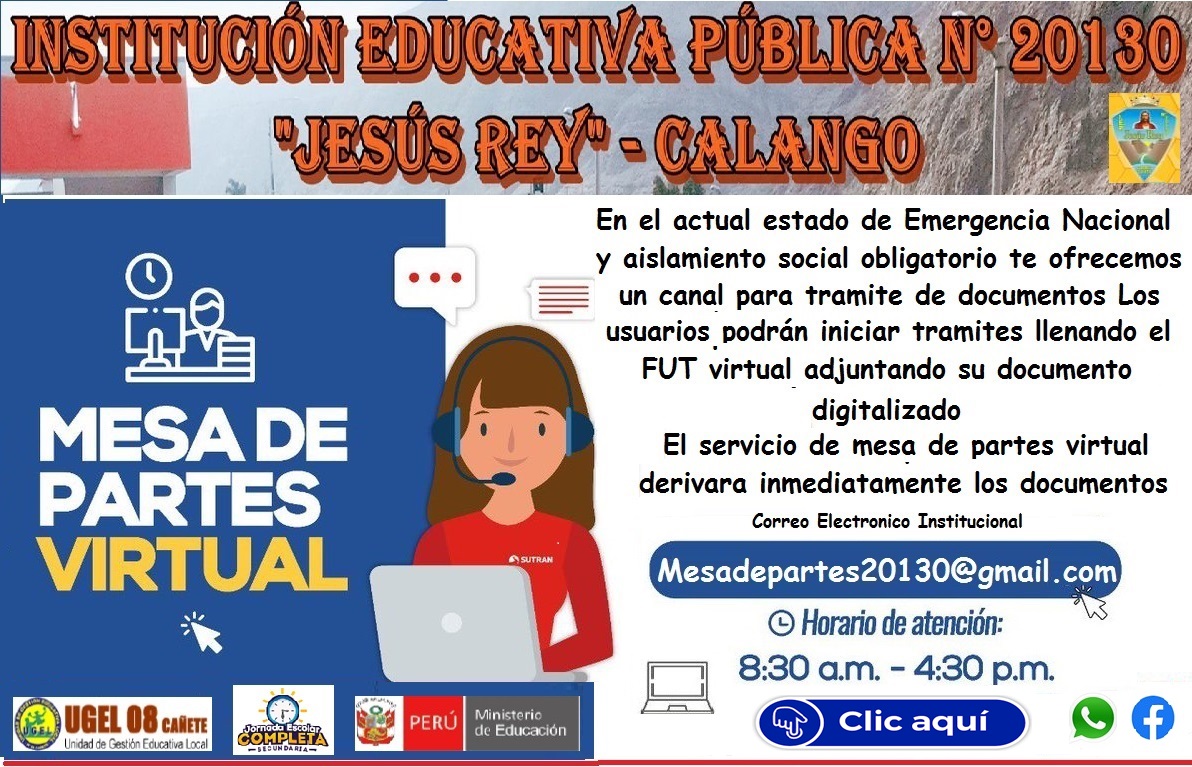 INSTITUCIÓN EDUCATIVA PÚBLICA N° 20130
"JESÚS REY" - CALANGO
Jesús Rey
En el actual estado de Emergencia Nacional
y aislamiento social obligatorio te ofrecemos
un canal para tramite de documentos Los
usuarios podrán iniciar tramites llenando el
FUT virtual adjuntando su documento
digitalizado
El servicio de mesa de partes virtual
derivara inmediatamente los documentos
Correo Electronico Institucional
Mesadepartes20130@gmail.com
Horario de atención:
8:30 a.m. - 4:30 p.m.
Clic aquí
MESA DE
PARTES
VIRTUAL
SUTRAN
UGEL
UGEL 08 CAÑETE
Unidad de Gestión Educativa Local
Jornada Escolar
COMPLETA
SECUNDARIA
PERÚ
Ministerio
de Educación